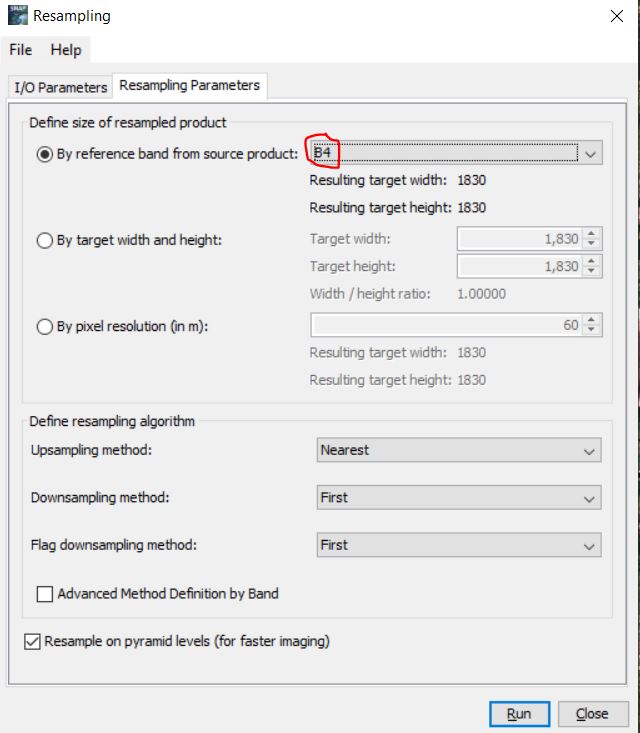 SNAP
Resampling
File Help
I/O Parameters Resampling Parameters
Define size of resampled product
By reference band from source product: B4
Resulting target width: 1830
Resulting target height: 1830
By target width and height: Target width: 1,830
Target height: 1,830
Width / height ratio: 1.00000
By pixel resolution (in m): 60
Resulting target width: 1830
Resulting target height: 1830
Define resampling algorithm
Upsampling method: Nearest
Downsampling method: First
Flag downsampling method: First
Advanced Method Definition by Band
Resample on pyramid levels (for faster imaging)
Run Close